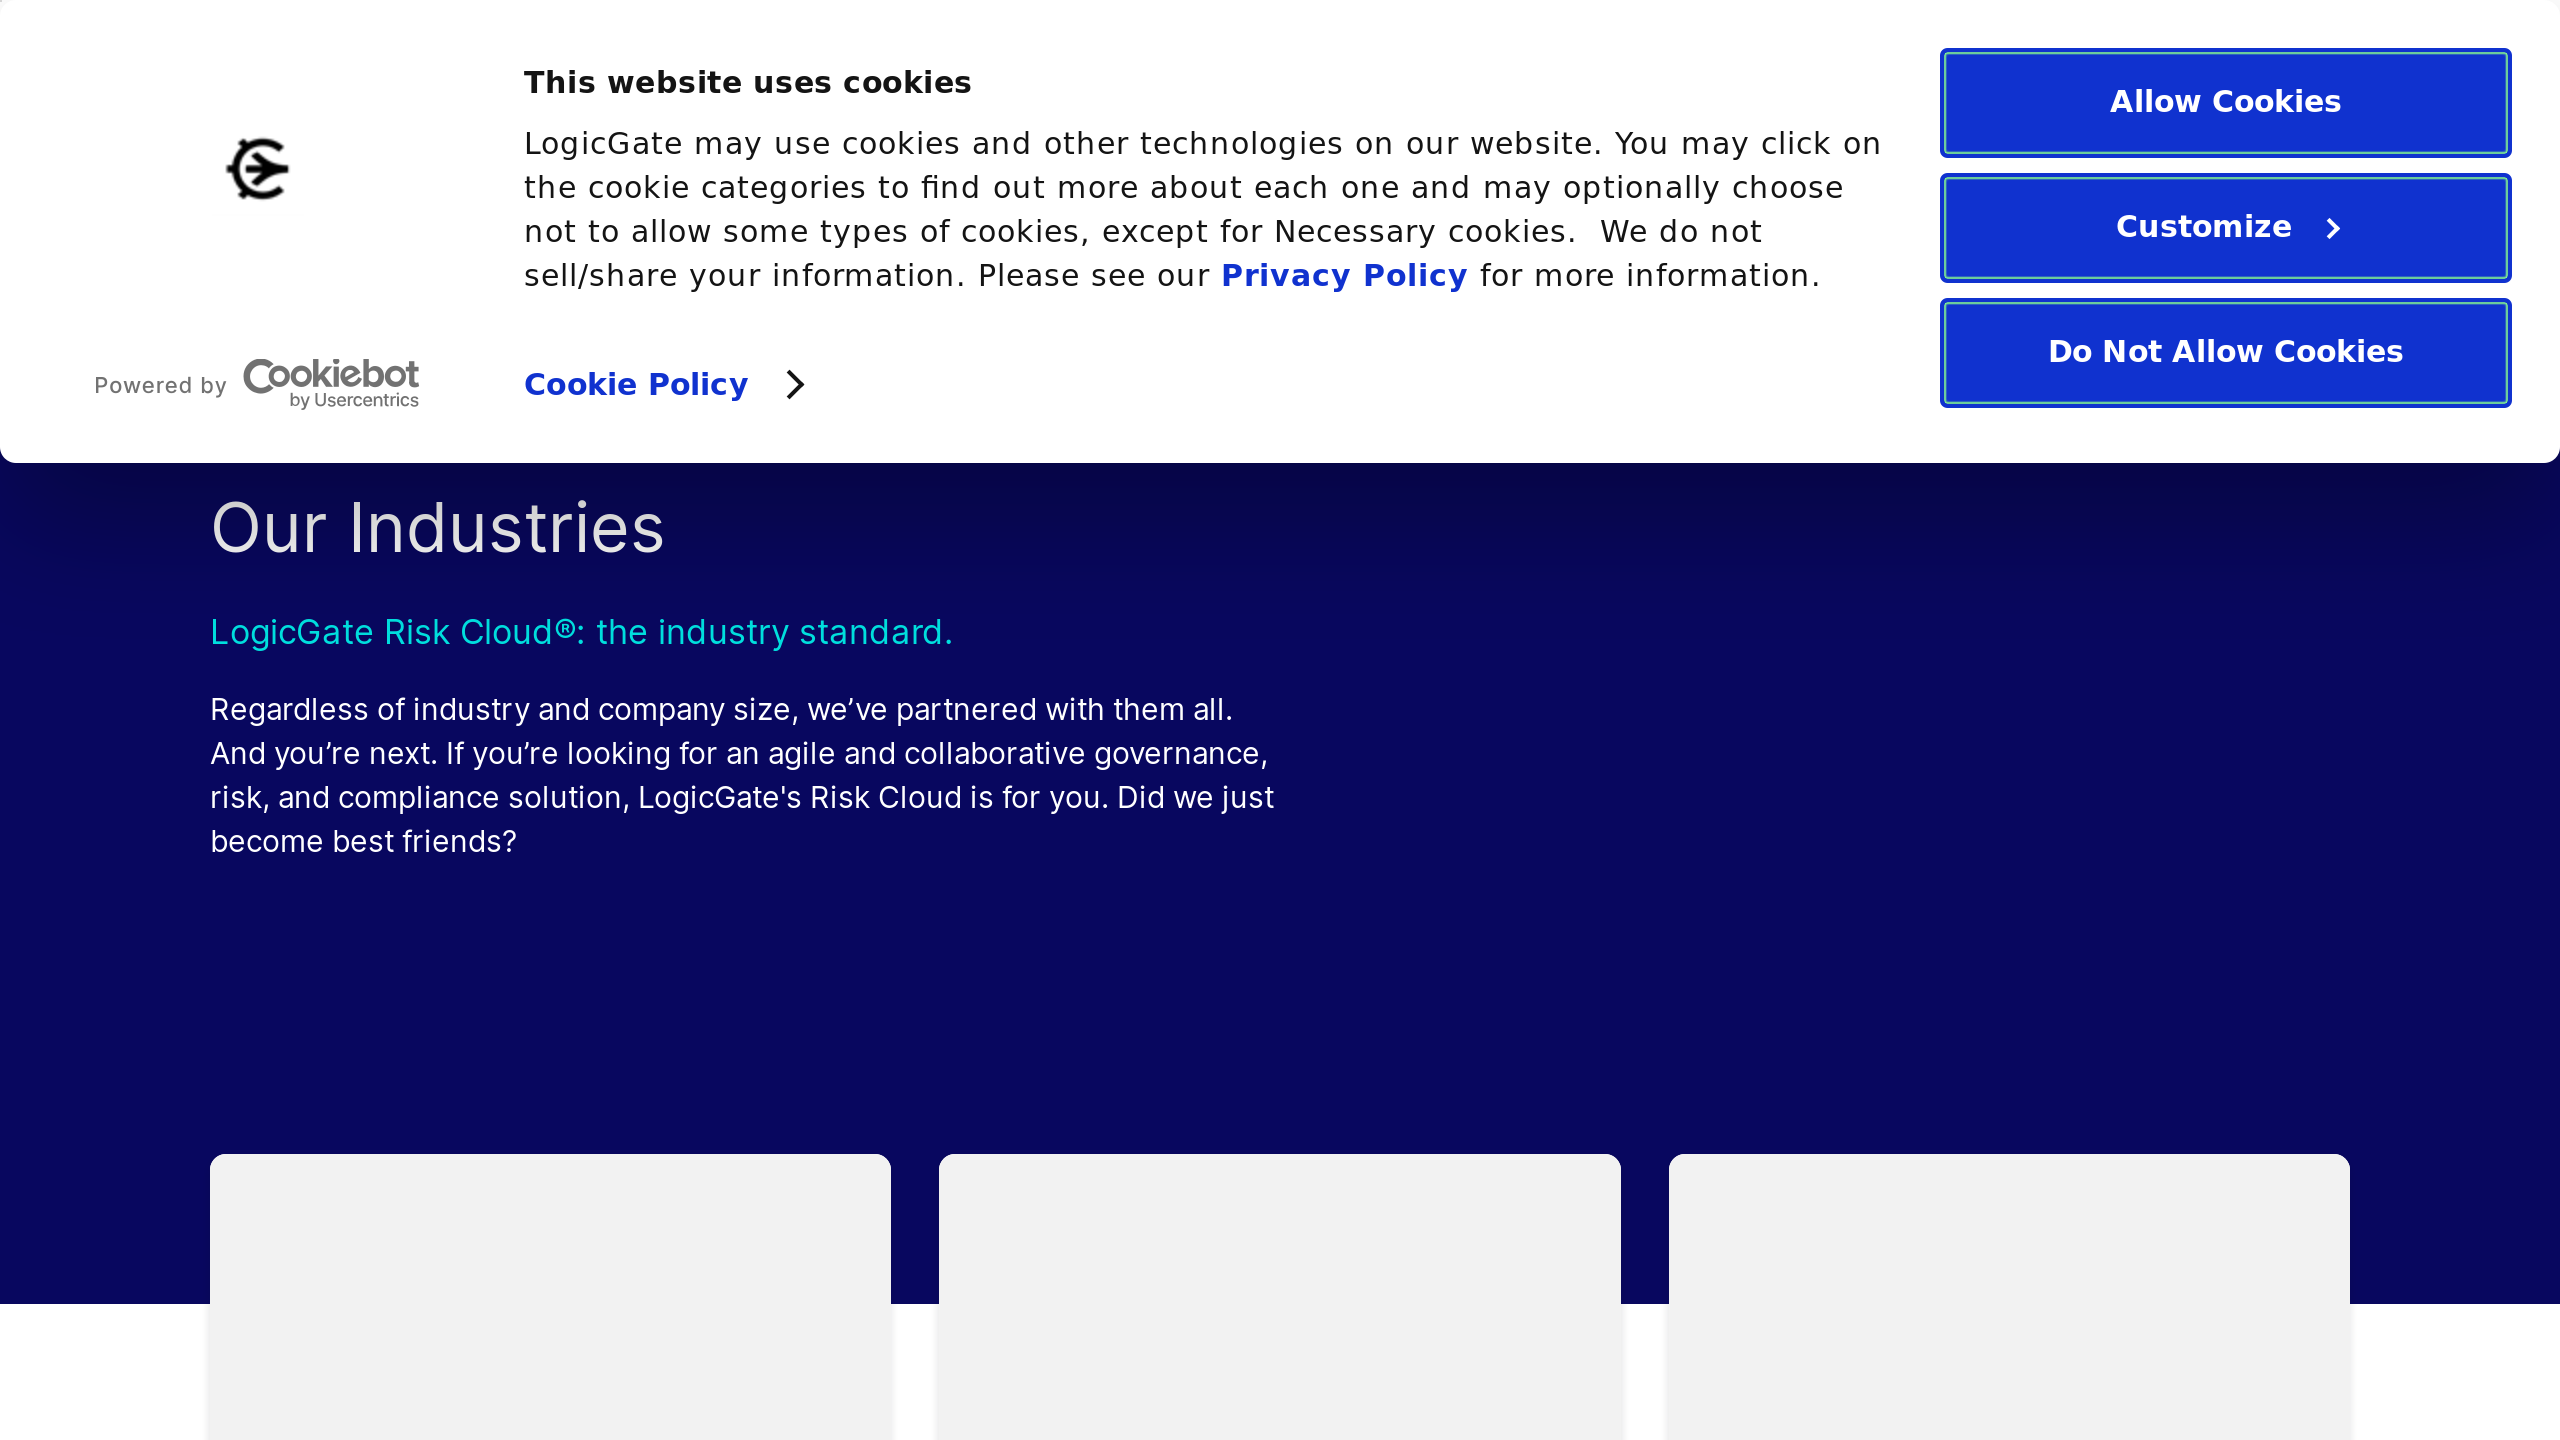 This website uses cookies
LogicGate may use cookies and other technologies on our website. You may click on
the cookie categories to find out more about each one and may optionally choose
not to allow some types of cookies, except for Necessary cookies.  We do not
sell/share your information. Please see our Privacy Policy for more information.
Powered by Cookiebot
by Usercentrics
Cookie Policy
Allow Cookies
Customize
Do Not Allow Cookies
Our Industries
LogicGate Risk Cloud®: the industry standard.
Regardless of industry and company size, we’ve partnered with them all.
And you’re next. If you’re looking for an agile and collaborative governance,
risk, and compliance solution, LogicGate's Risk Cloud is for you. Did we just
become best friends?